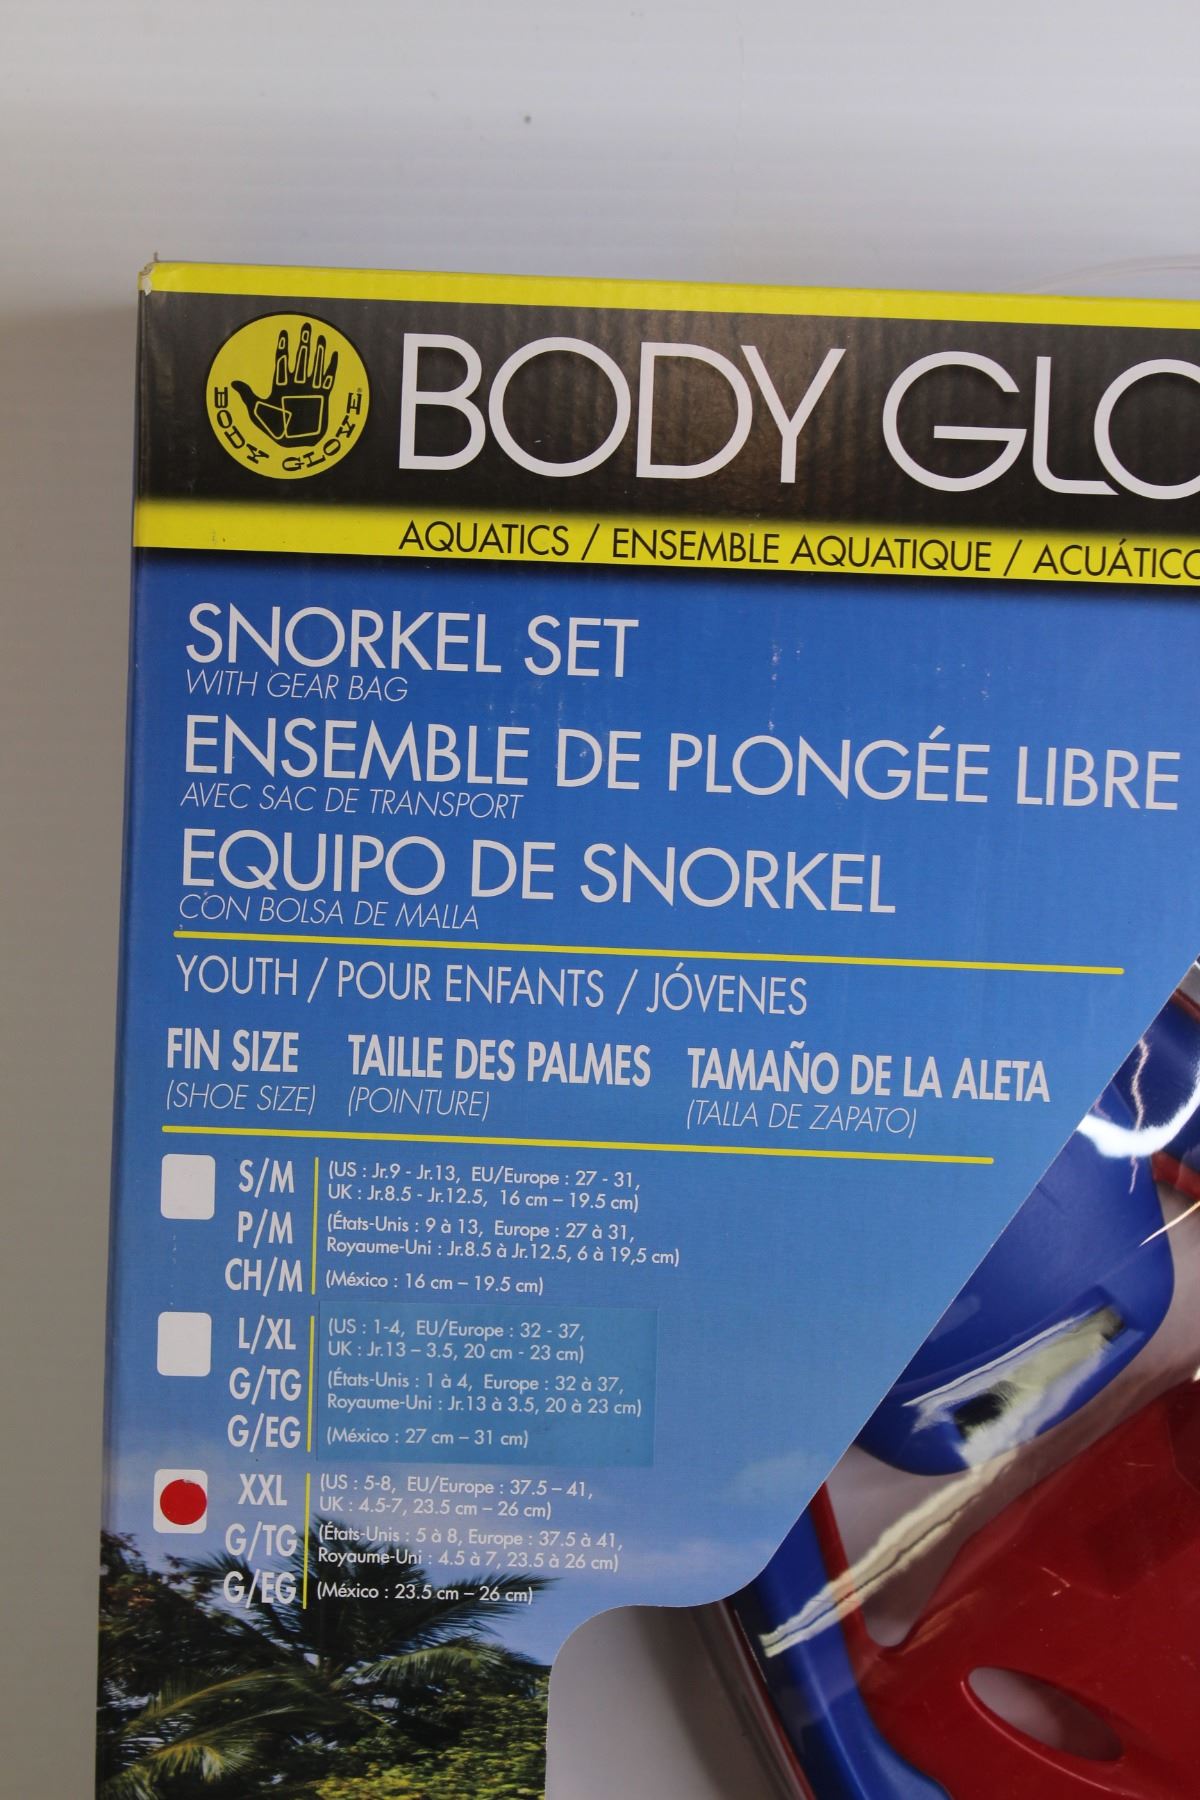 BODY GLOVE
BODY GLO
AQUATICS / ENSEMBLE AQUATIQUE / ACUÁTICO
SNORKEL SET
WITH GEAR BAG
ENSEMBLE DE PLONGÉE LIBRE
AVEC SAC DE TRANSPORT
EQUIPO DE SNORKEL
CON BOLSA DE MALLA
YOUTH / POUR ENFANTS / JÓVENES
FIN SIZE TAILLE DES PALMES TAMAÑO DE LA ALETA
(SHOE SIZE) (POINTURE) (TALLA DE ZAPATO)
S/M (US : Jr.9 - Jr.13, EU/Europe : 27 - 31,
UK : Jr.8.5 - Jr.12.5, 16 cm – 19.5 cm)
P/M (États-Unis : 9 à 13, Europe : 27 à 31,
Royaume-Uni : Jr.8.5 à Jr.12.5, 6 à 19,5 cm)
CH/M (México : 16 cm – 19.5 cm)
L/XL (US : 1-4, EU/Europe : 32 - 37,
UK : Jr.13 – 3.5, 20 cm - 23 cm)
G/TG (États-Unis : 1 à 4, Europe : 32 à 37,
Royaume-Uni : Jr.13 à 3.5, 20 à 23 cm)
G/EG (México : 27 cm – 31 cm)
XXL (US : 5-8, EU/Europe : 37.5 – 41,
UK : 4.5-7, 23.5 cm – 26 cm)
G/TG (États-Unis : 5 à 8, Europe : 37.5 à 41,
Royaume-Uni : 4.5 à 7, 23.5 à 26 cm)
G/EG (México : 23.5 cm – 26 cm)